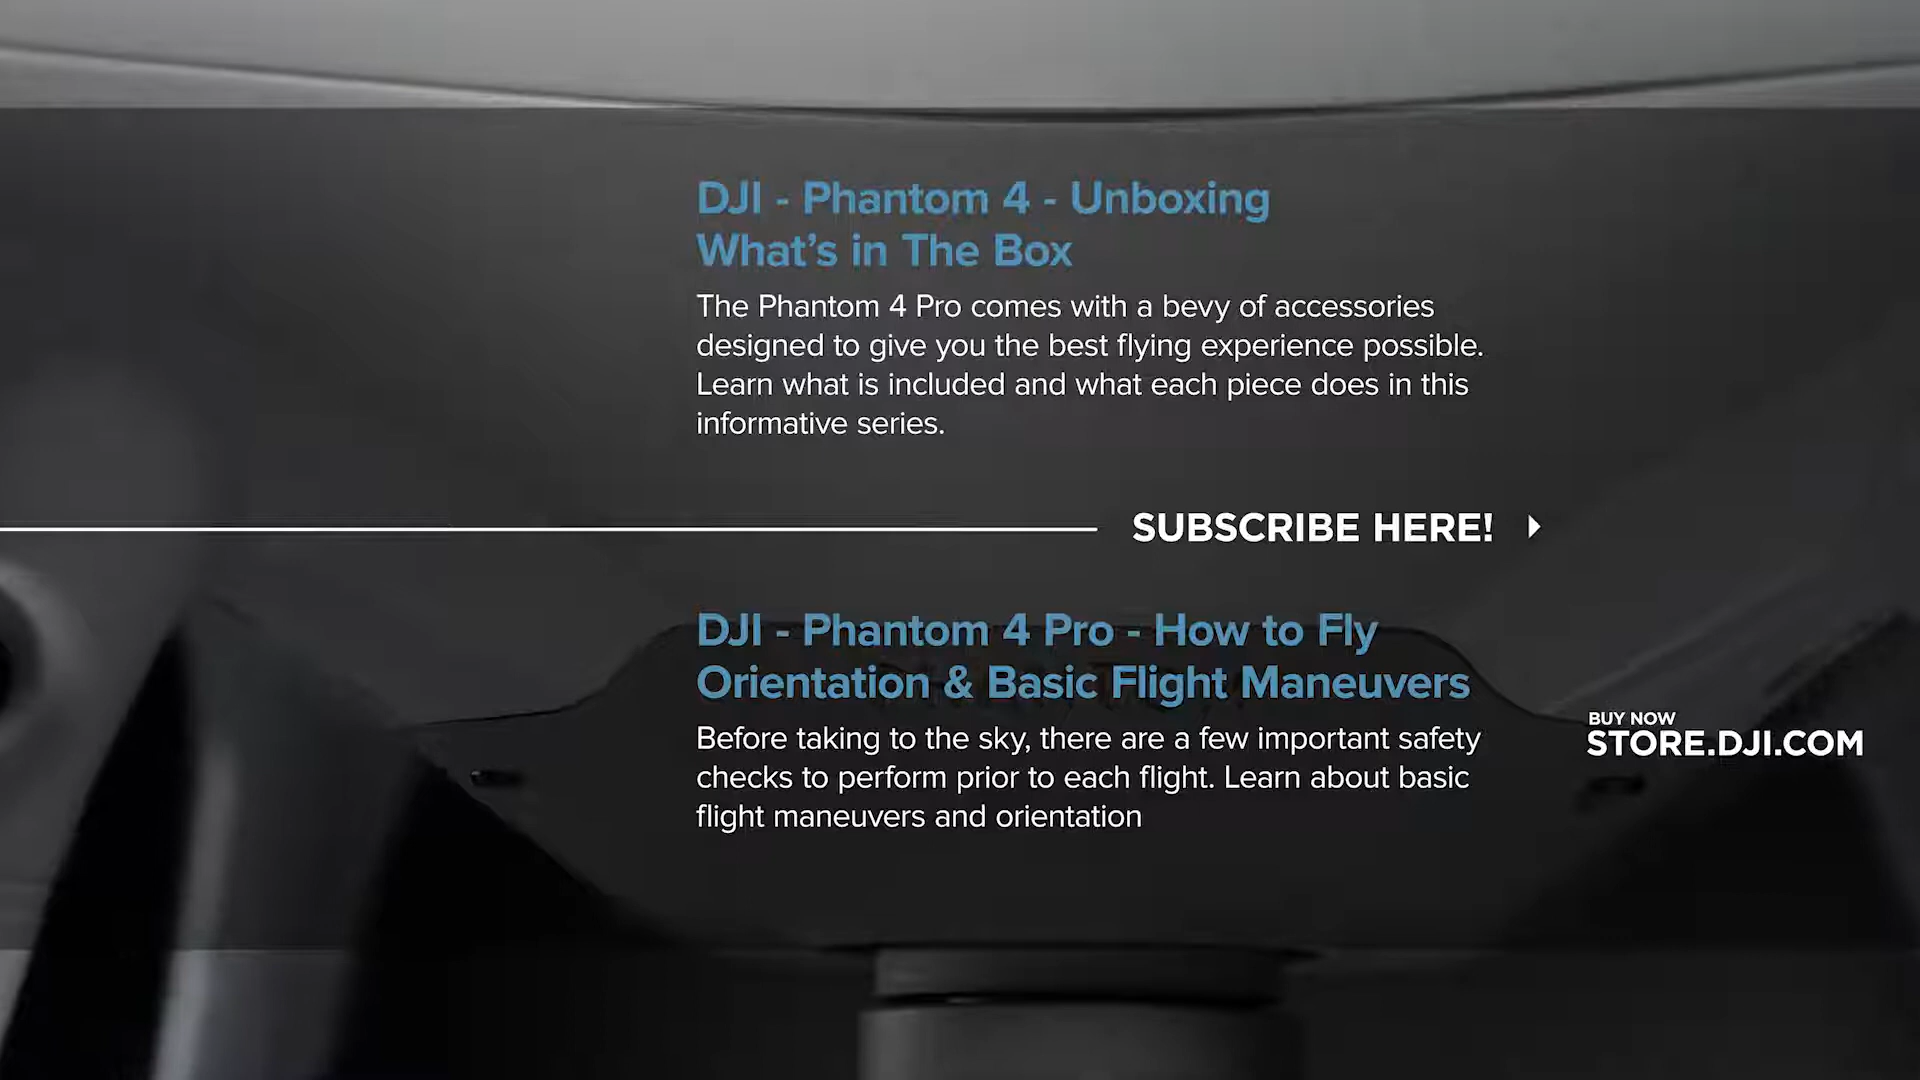 DJI - Phantom 4 - Unboxing
What’s in The Box
The Phantom 4 Pro comes with a bevy of accessories
designed to give you the best flying experience possible.
Learn what is included and what each piece does in this
informative series.
SUBSCRIBE HERE!
DJI - Phantom 4 Pro - How to Fly
Orientation & Basic Flight Maneuvers
Before taking to the sky, there are a few important safety
checks to perform prior to each flight. Learn about basic
flight maneuvers and orientation
BUY NOW
STORE.DJI.COM